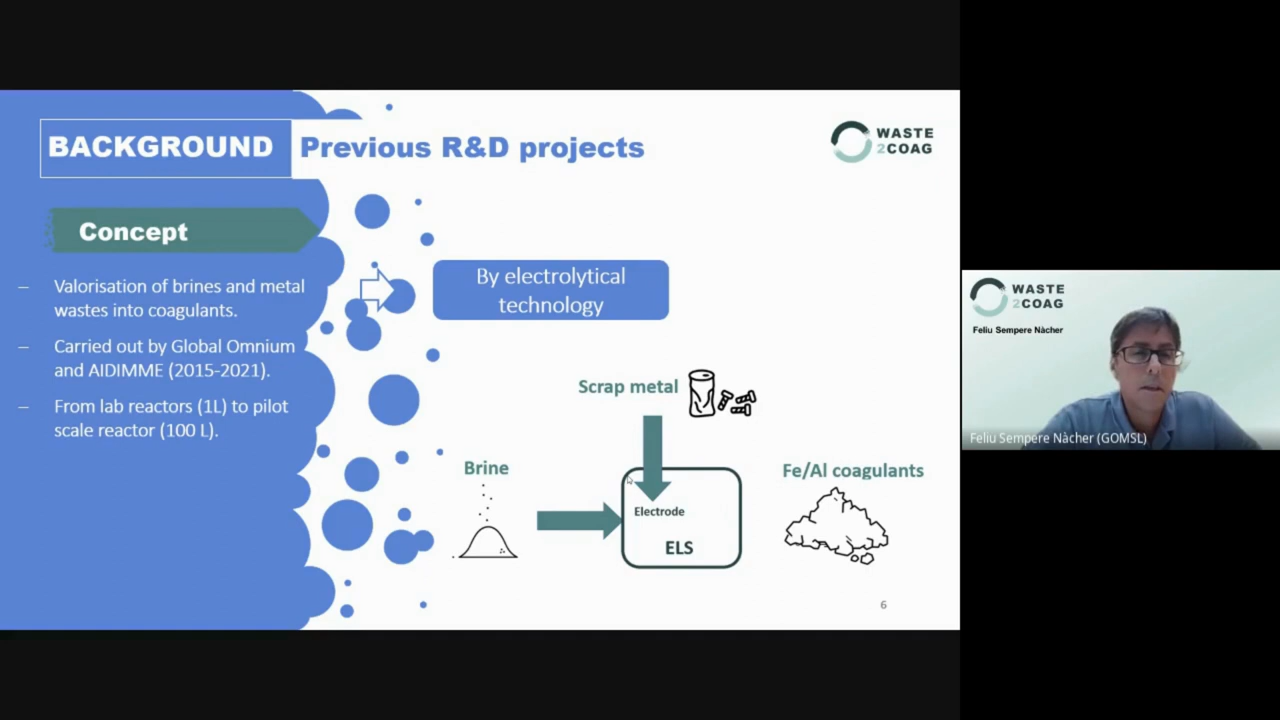 BACKGROUND Previous R&D projects
WASTE
2COAG
Concept
– Valorisation of brines and metal
wastes into coagulants.
– Carried out by Global Omnium
and AIDIMME (2015-2021).
– From lab reactors (1L) to pilot
scale reactor (100 L).
By electrolytical
technology
Scrap metal
Brine
Fe/Al coagulants
Electrode
ELS
6
WASTE
2COAG
Feliu Sempere Nàcher
Feliu Sempere Nàcher (GOMSL)